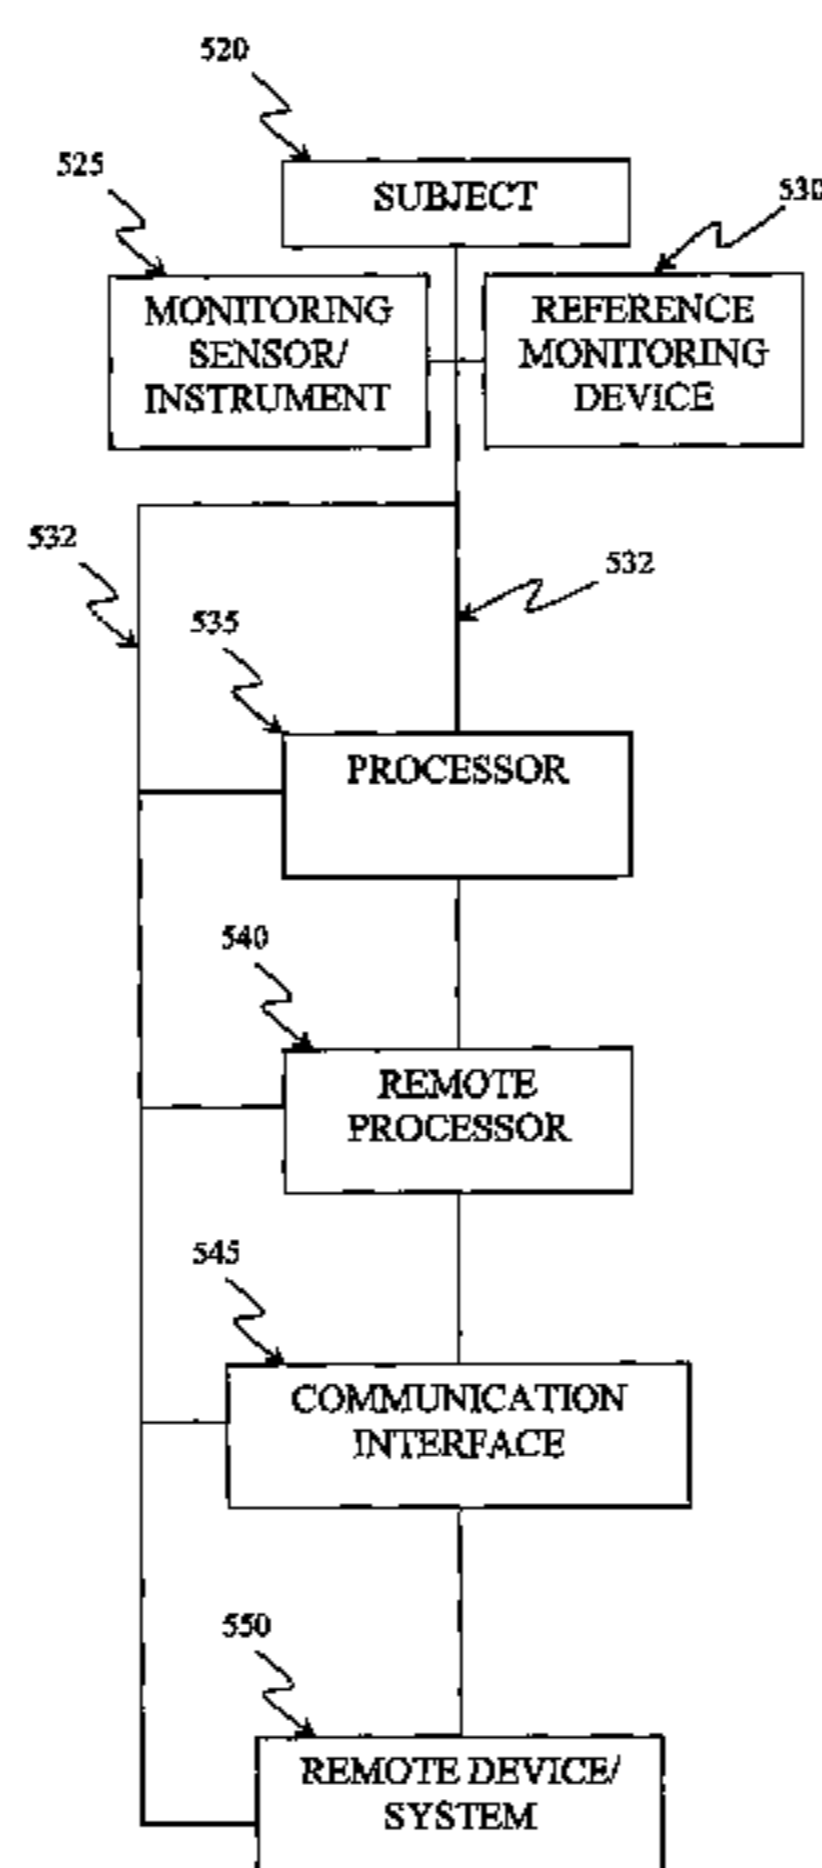 520
SUBJECT
525
530
MONITORING
SENSOR/
INSTRUMENT
REFERENCE
MONITORING
DEVICE
532
532
535
PROCESSOR
540
REMOTE
PROCESSOR
545
COMMUNICATION
INTERFACE
550
REMOTE DEVICE/
SYSTEM